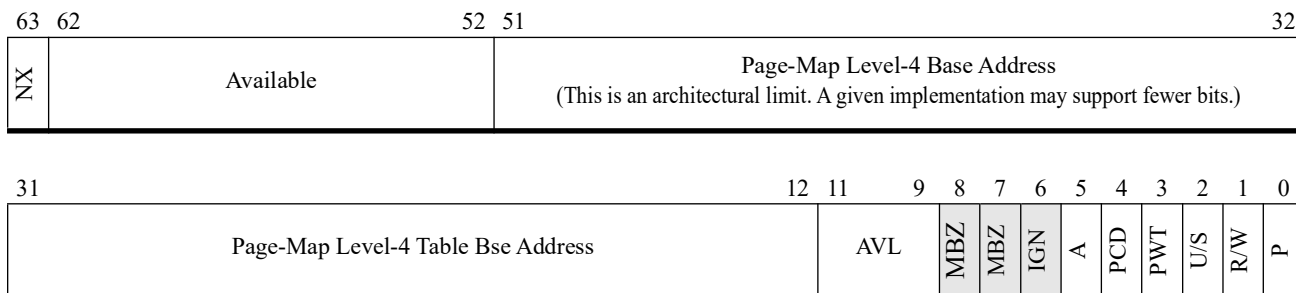 63 62 52 51 32
NX Available Page-Map Level-4 Base Address
(This is an architectural limit. A given implementation may support fewer bits.)
31 12 11 9 8 7 6 5 4 3 2 1 0
Page-Map Level-4 Table Bse Address AVL MBZ MBZ IGN A PCD PWT U/S R/W P